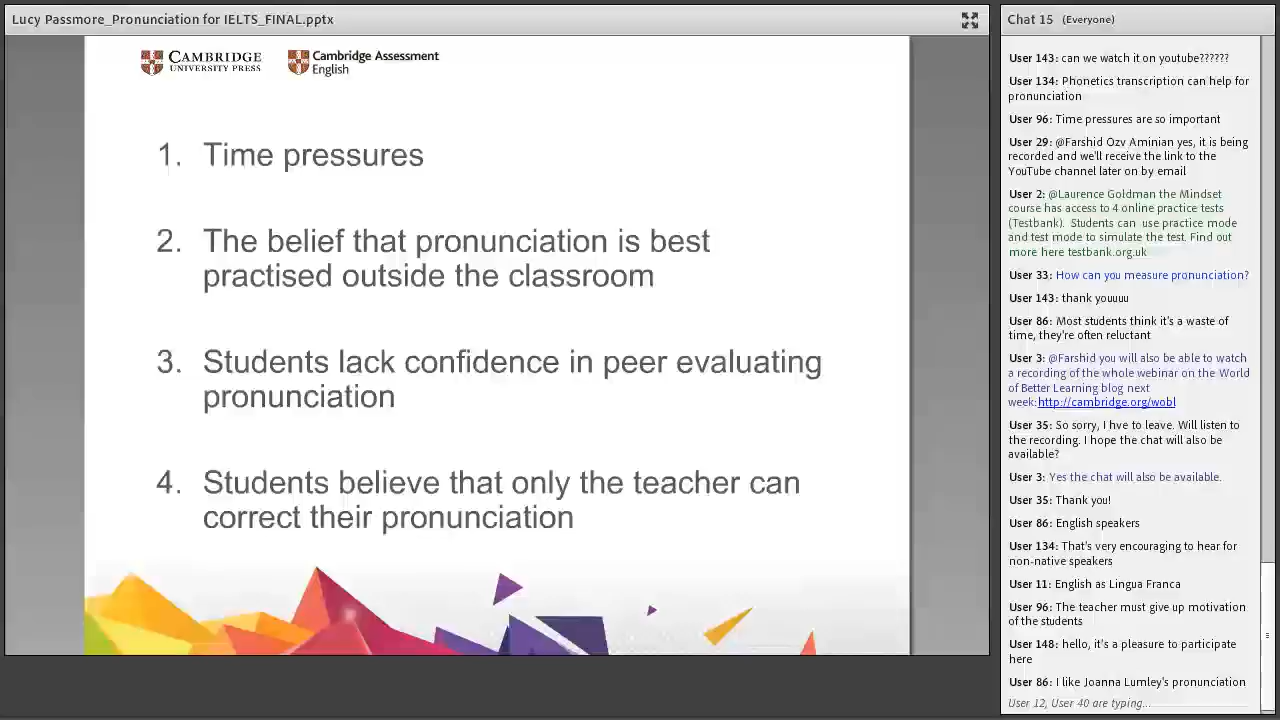 Lucy Passmore_Pronunciation for IELTS_FINAL.pptx
CAMBRIDGE
UNIVERSITY PRESS
Cambridge Assessment
English
1. Time pressures
2. The belief that pronunciation is best
practised outside the classroom
3. Students lack confidence in peer evaluating
pronunciation
4. Students believe that only the teacher can
correct their pronunciation
Chat 15 (Everyone)
User 143: can we watch it on youtube??????
User 134: Phonetics transcription can help for
pronunciation
User 96: Time pressures are so important
User 29: @Farshid Ozv Aminian yes, it is being
recorded and we'll receive the link to the
YouTube channel later on by email
User 2: @Laurence Goldman the Mindset
course has access to 4 online practice tests
(Testbank). Students can use practice mode
and test mode to simulate the test. Find out
more here testbank.org.uk
User 33: How can you measure pronunciation?
User 143: thank youuuu
User 86: Most students think it's a waste of
time, they're often reluctant
User 3: @Farshid you will also be able to watch
a recording of the whole webinar on the World
of Better Learning blog next
week:http://cambridge.org/wobl
User 35: So sorry, I hve to leave. Will listen to
the recording. I hope the chat will also be
available?
User 3: Yes the chat will also be available.
User 35: Thank you!
User 86: English speakers
User 134: That's very encouraging to hear for
non-native speakers
User 11: English as Lingua Franca
User 96: The teacher must give up motivation
of the students
User 148: hello, it's a pleasure to participate
here
User 86: I like Joanna Lumley's pronunciation
User 12, User 40 are typing...